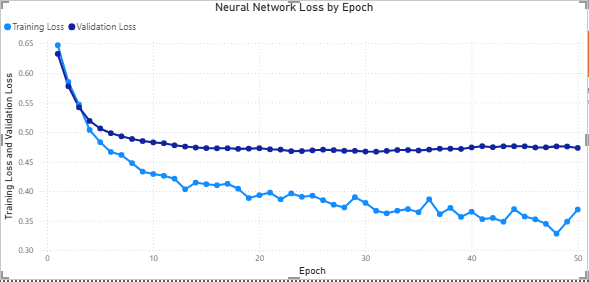 Neural Network Loss by Epoch
Training Loss Validation Loss
Training Loss and Validation Loss
0.65
0.60
0.55
0.50
0.45
0.40
0.35
0.30
0 10 20 30 40 50
Epoch